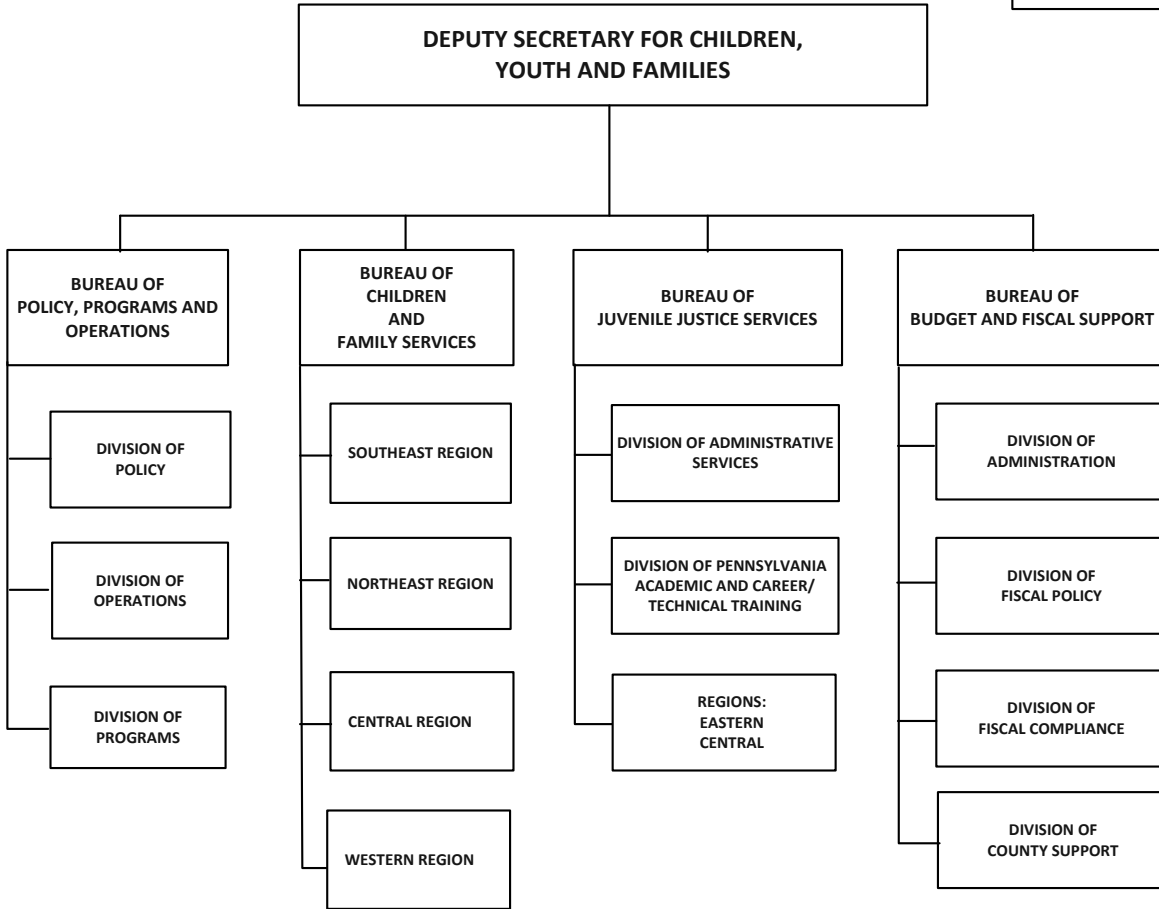 DEPUTY SECRETARY FOR CHILDREN,
YOUTH AND FAMILIES
BUREAU OF
POLICY, PROGRAMS AND
OPERATIONS
DIVISION OF
POLICY
DIVISION OF
OPERATIONS
DIVISION OF
PROGRAMS
BUREAU OF
CHILDREN
AND
FAMILY SERVICES
SOUTHEAST REGION
NORTHEAST REGION
CENTRAL REGION
WESTERN REGION
BUREAU OF
JUVENILE JUSTICE SERVICES
DIVISION OF ADMINISTRATIVE
SERVICES
DIVISION OF PENNSYLVANIA
ACADEMIC AND CAREER/
TECHNICAL TRAINING
REGIONS:
EASTERN
CENTRAL
BUREAU OF
BUDGET AND FISCAL SUPPORT
DIVISION OF
ADMINISTRATION
DIVISION OF
FISCAL POLICY
DIVISION OF
FISCAL COMPLIANCE
DIVISION OF
COUNTY SUPPORT